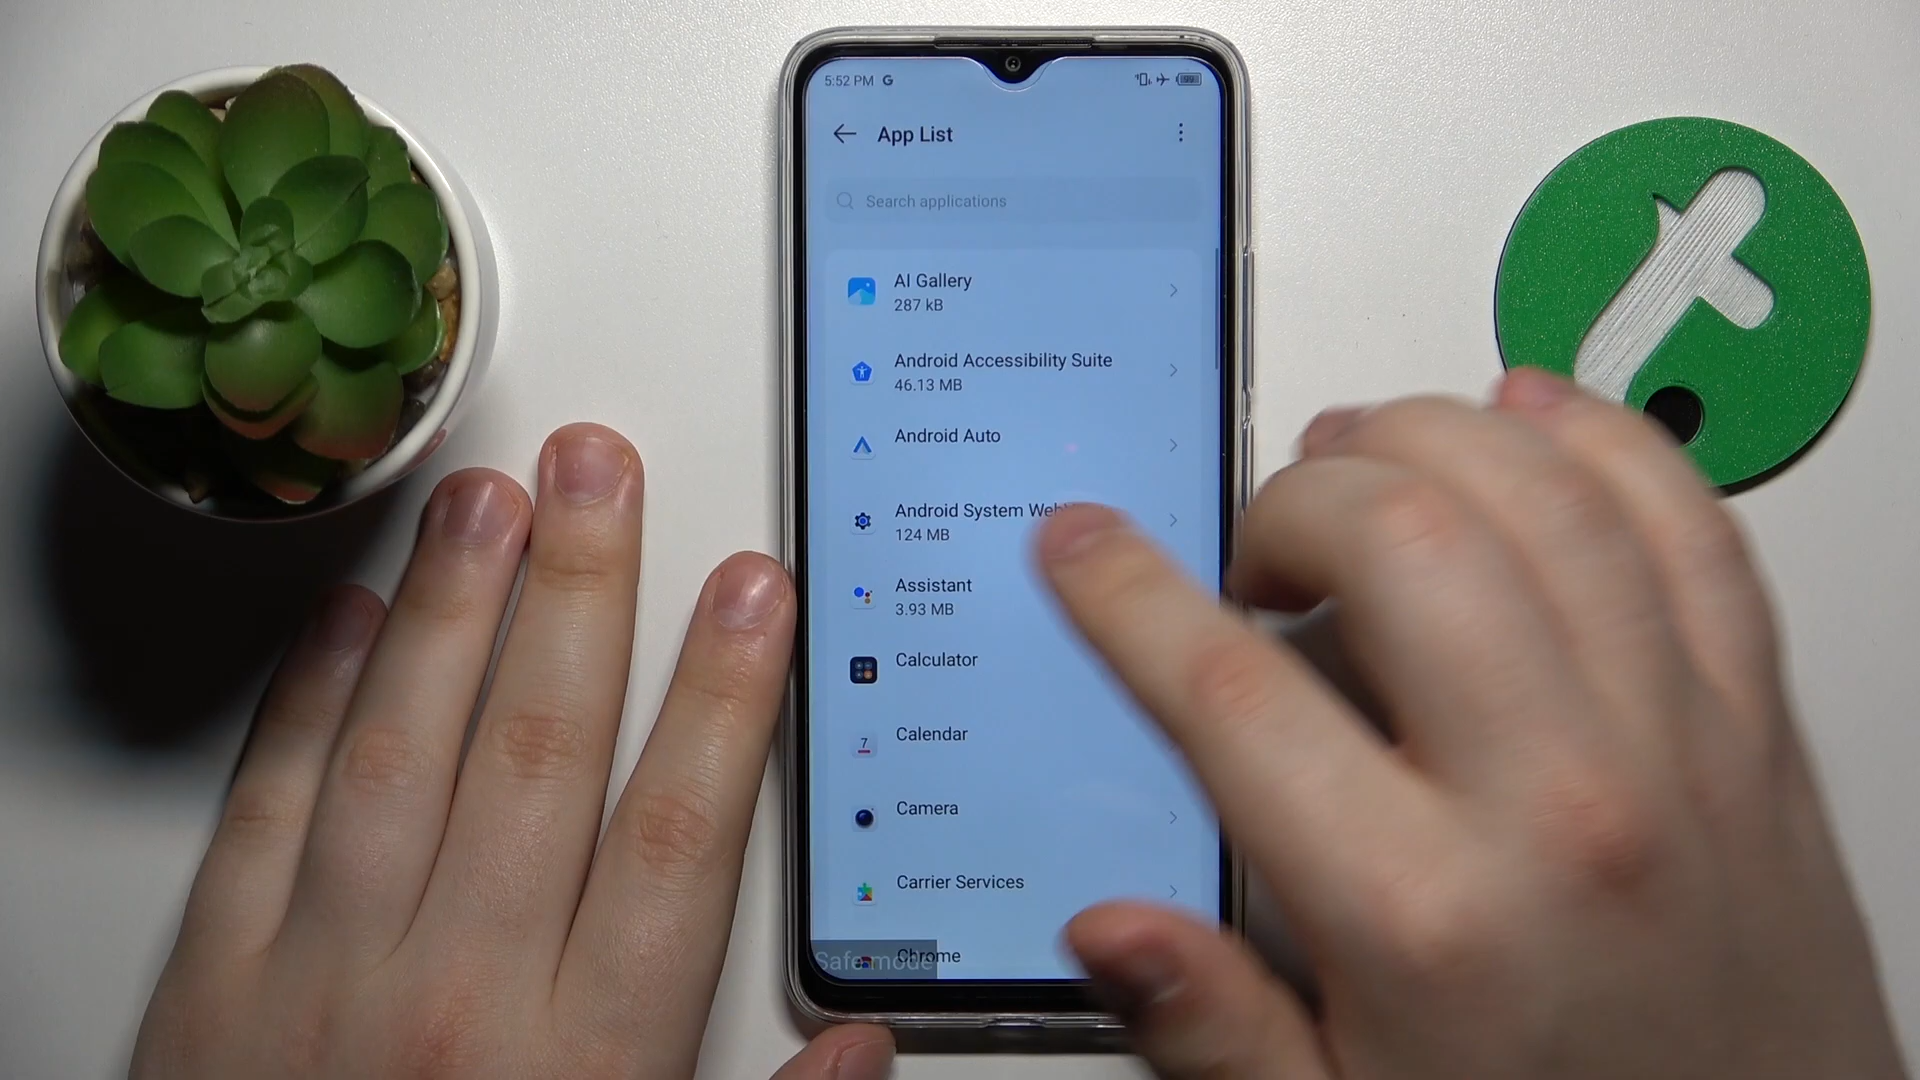 5:52 PM G
App List
Search applications
AI Gallery
287 kB
Android Accessibility Suite
46.13 MB
Android Auto
Android System
124 MB
Assistant
3.93 MB
Calculator
7
Calendar
Camera
Carrier Services
Chrome
Safe mode